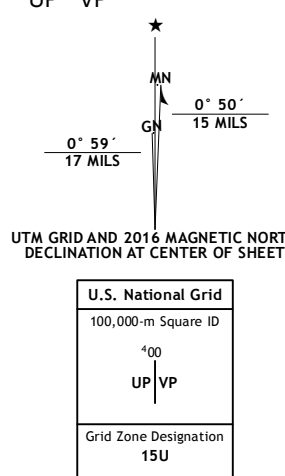 UP VP
★
MN
0° 50´
15 MILS
GN
0° 59´
17 MILS
UTM GRID AND 2016 MAGNETIC NORT
DECLINATION AT CENTER OF SHEET
U.S. National Grid
100,000-m Square ID
⁴00
UP VP
Grid Zone Designation
15U